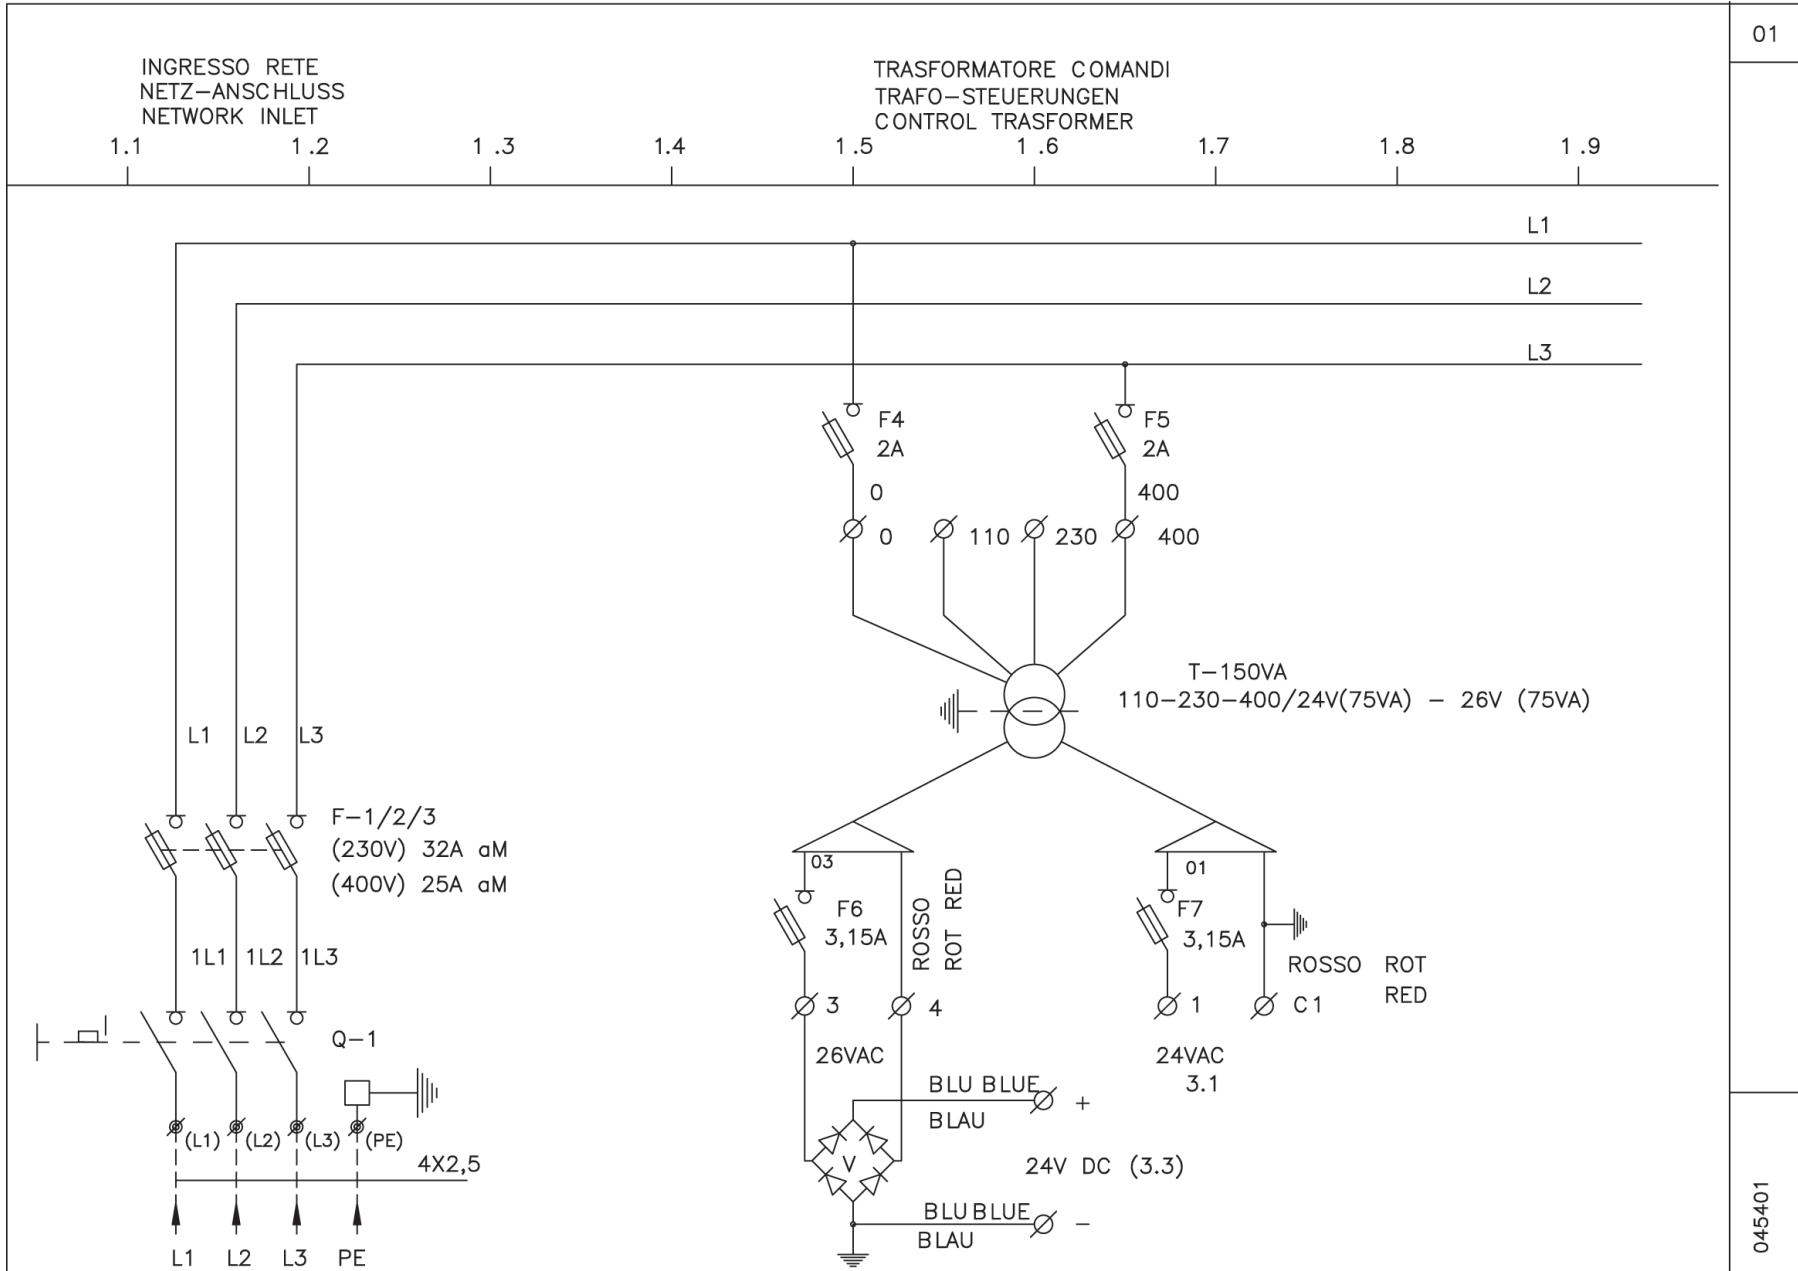 01
INGRESSO RETE
NETZ-ANSCHLUSS
NETWORK INLET
TRASFORMATORE COMANDI
TRAFO-STEUERUNGEN
CONTROL TRASFORMER
1.1 1.2 1.3 1.4 1.5 1.6 1.7 1.8 1.9
L1
L2
L3
F4
2A
0
0
F5
2A
400
110
230
400
T-150VA
110-230-400/24V(75VA) - 26V (75VA)
L1 L2 L3
F-1/2/3
(230V) 32A aM
(400V) 25A aM
1L1 1L2 1L3
Q-1
(L1) (L2) (L3) (PE)
4X2,5
L1 L2 L3 PE
03
F6
3,15A
ROSSO
ROT RED
3
4
26VAC
01
F7
3,15A
ROSSO ROT
RED
1
C1
24VAC
3.1
BLU BLUE
BLAU
+
V
24V DC (3.3)
BLU BLUE
BLAU
-
045401